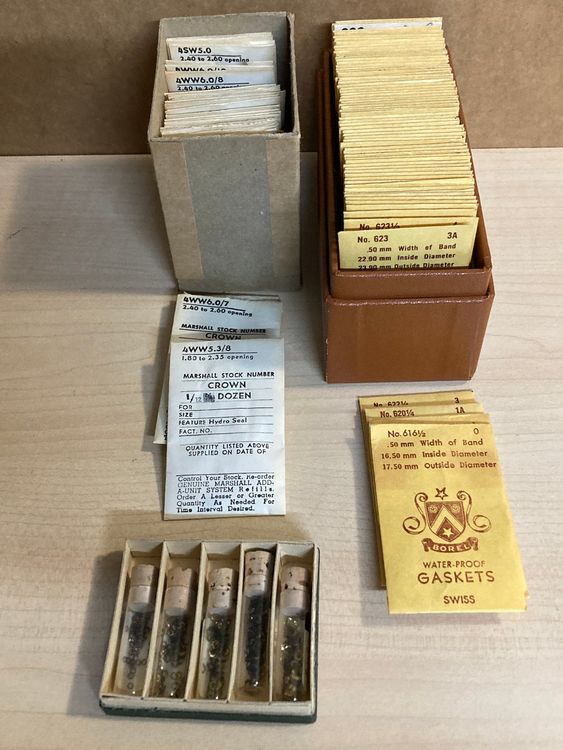 4SW5.0
2.40 to 2.60 opening
4WW6.0/8
2.40 to 2.60 opening
No. 623¼
No. 623 3A
.50 mm Width of Band
22.90 mm Inside Diameter
23.90 mm Outside Diameter
4WW6.0/7
2.40 to 2.60 opening
MARSHALL STOCK NUMBER
4WW5.3/8
1.80 to 2.35 opening
MARSHALL STOCK NUMBER
CROWN
1/12 DOZEN
FOR
SIZE
FEATURE Hydro Seal
FACT. NO.
QUANTITY LISTED ABOVE
SUPPLIED ON DATE OF
Control Your Stock. Re-order
GENUINE MARSHALL ADD-
A-UNIT SYSTEM Refills.
Order A Lesser or Greater
Quantity As Needed For
Time Interval Desired.
3
No. 620¼ 1A
No. 616½ 0
.50 mm Width of Band
16.50 mm Inside Diameter
17.50 mm Outside Diameter
BOREL
WATER-PROOF
GASKETS
SWISS